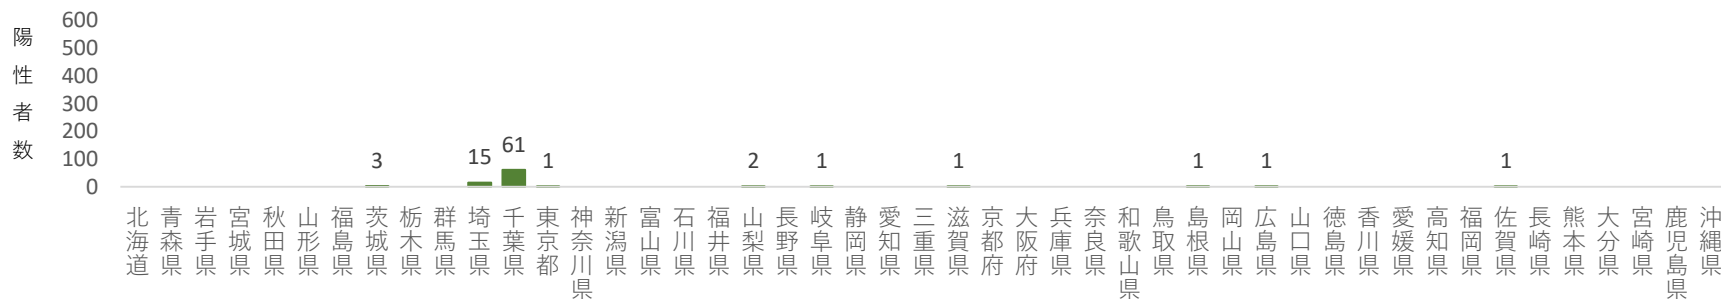 陽性者数
600
500
400
300
200
100
0
3
15
61
1
2
1
1
1
1
1
北海道
青森県
岩手県
宮城県
秋田県
山形県
福島県
茨城県
栃木県
群馬県
埼玉県
千葉県
東京都
神奈川県
新潟県
富山県
石川県
福井県
山梨県
長野県
岐阜県
静岡県
愛知県
三重県
滋賀県
京都府
大阪府
兵庫県
奈良県
和歌山県
鳥取県
島根県
岡山県
広島県
山口県
徳島県
香川県
愛媛県
高知県
福岡県
佐賀県
長崎県
熊本県
大分県
宮崎県
鹿児島県
沖縄県